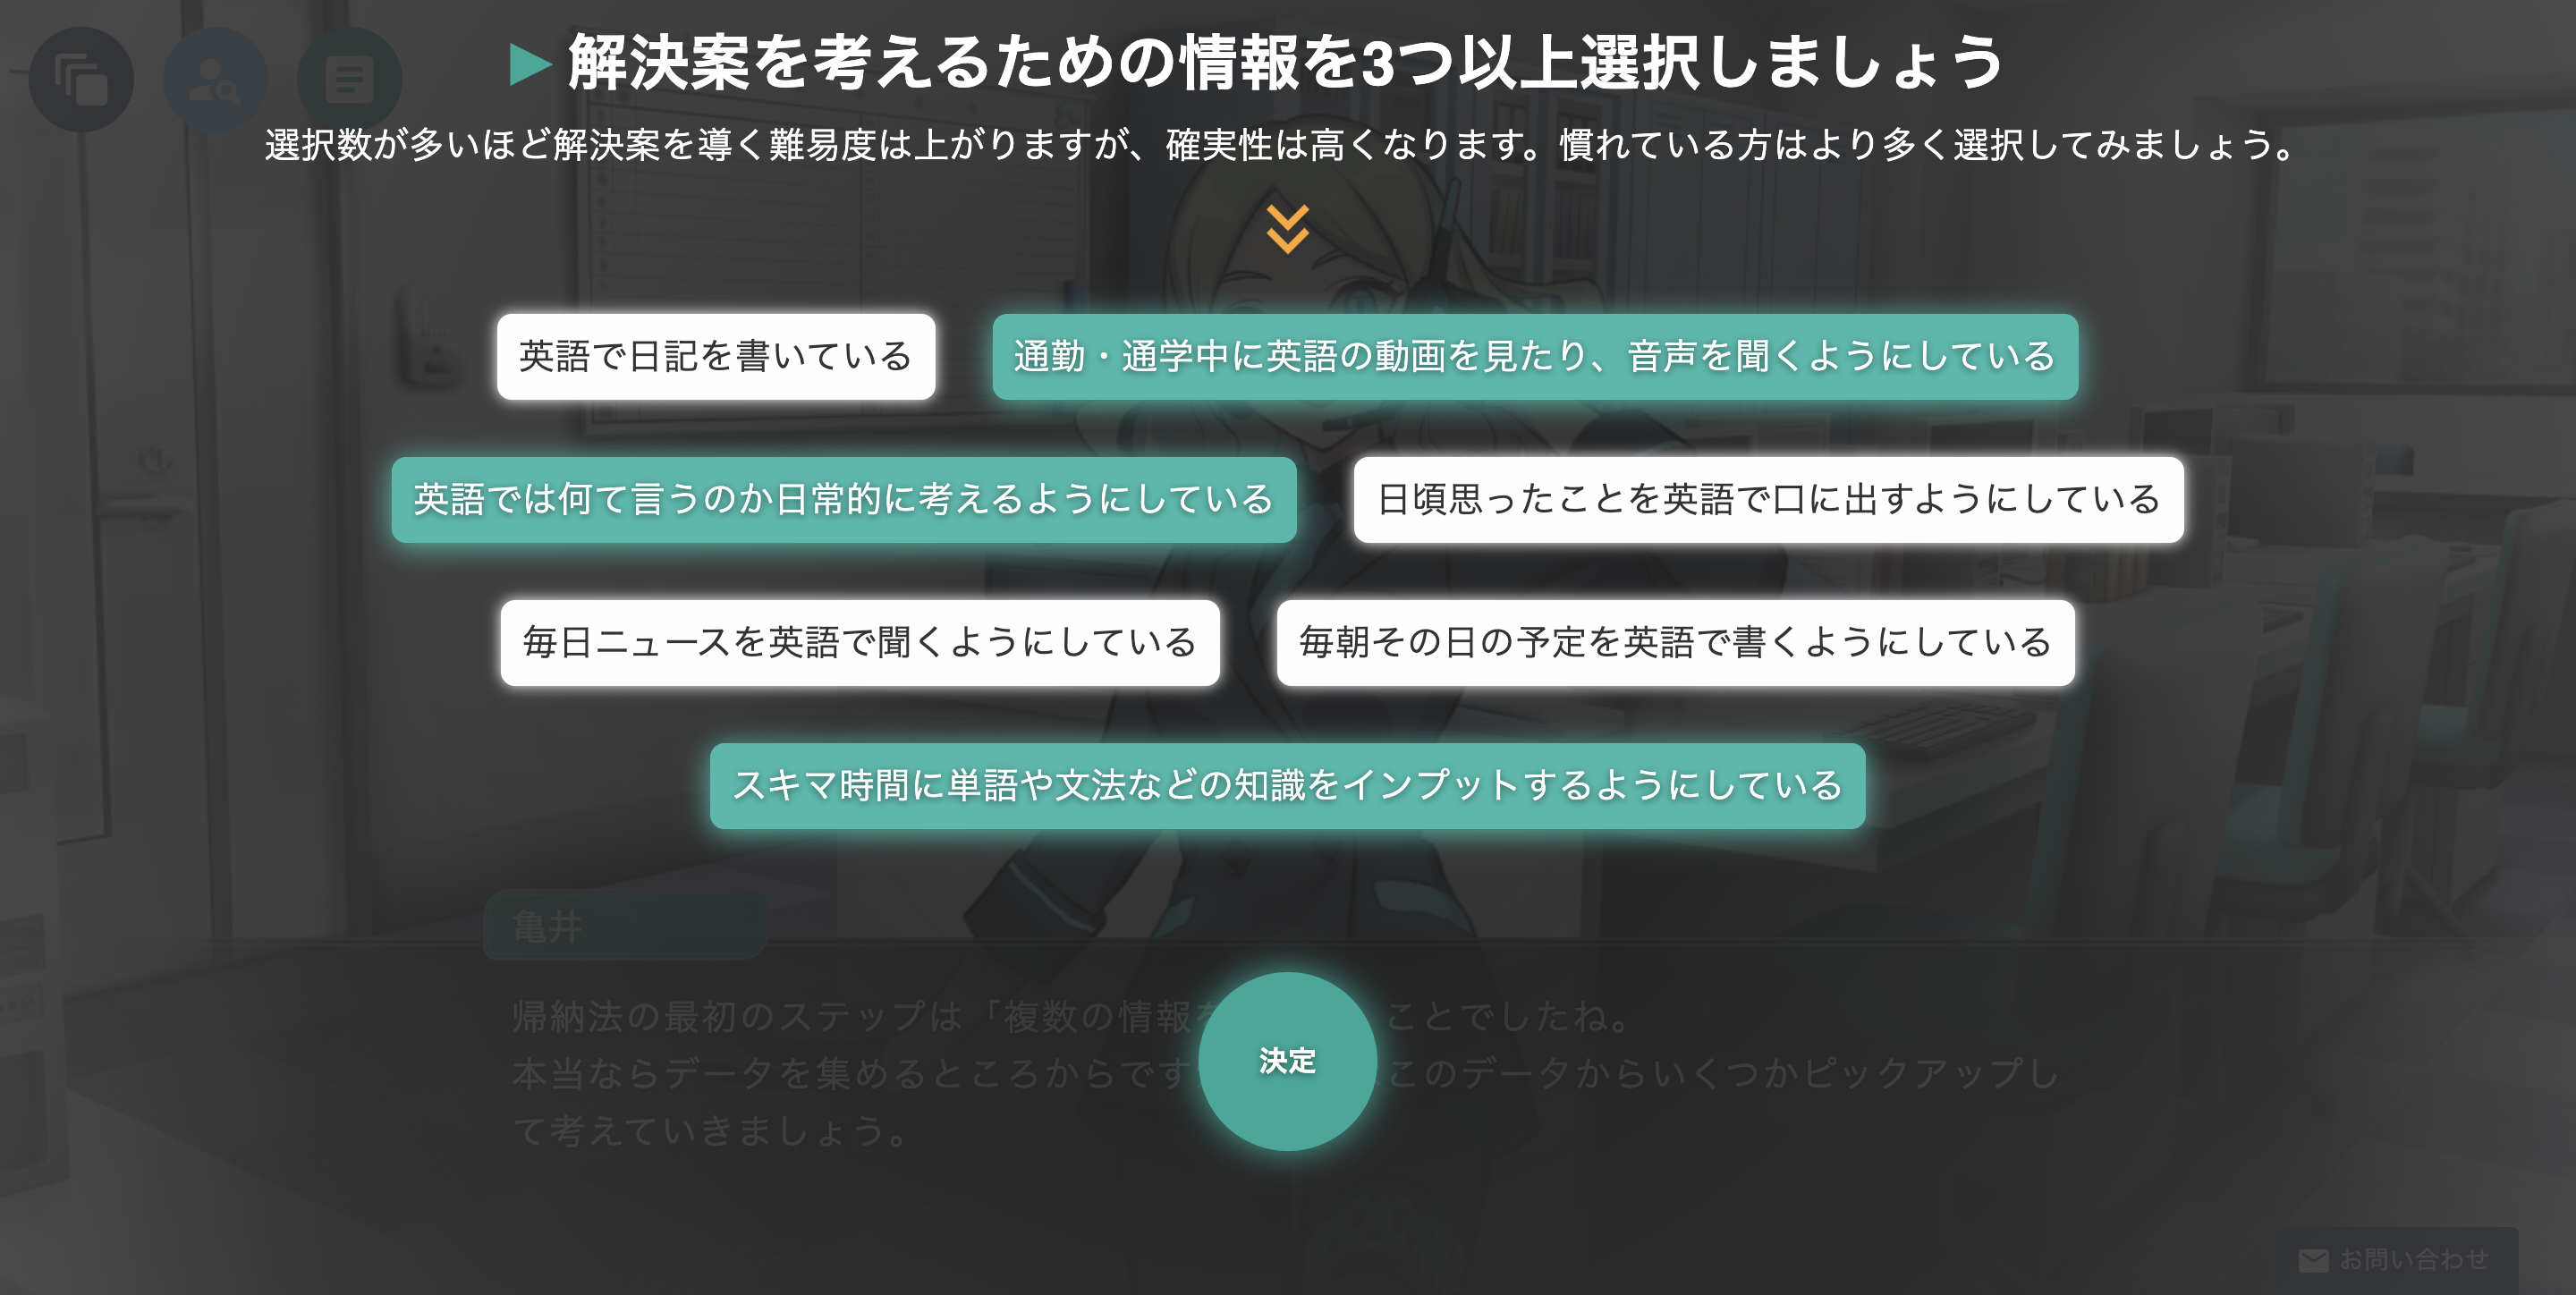 解決案を考えるための情報を3つ以上選択しましょう
選択数が多いほど解決案を導く難易度は上がりますが、確実性は高くなります。慣れている方はより多く選択してみましょう。
英語で日記を書いている
通勤・通学中に英語の動画を見たり、音声を聞くようにしている
英語では何て言うのか日常的に考えるようにしている
日頃思ったことを英語で口に出すようにしている
毎日ニュースを英語で聞くようにしている
毎朝その日の予定を英語で書くようにしている
スキマ時間に単語や文法などの知識をインプットするようにしている
亀井
帰納法の最初のステップは「複数の情報を ことでしたね。
本当ならデータを集めるところからです このデータからいくつかピックアップし
て考えていきましょう。
決定
お問い合わせ